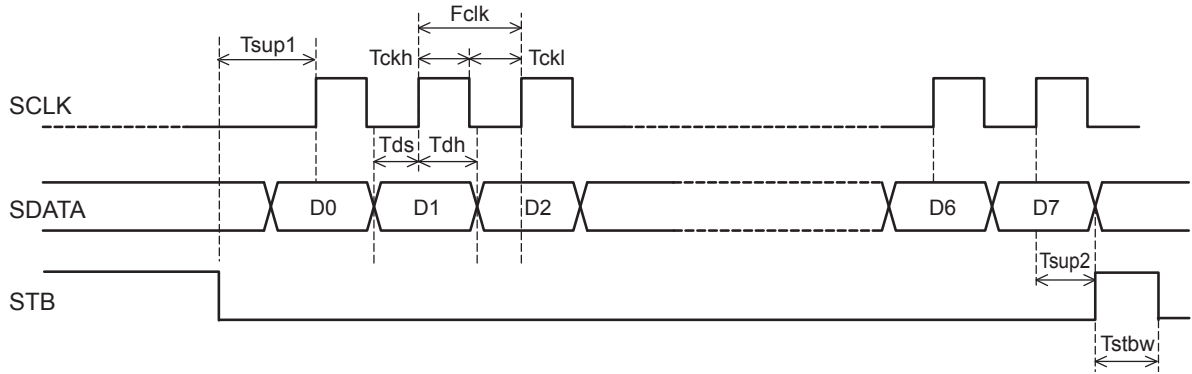 Fclk
Tsup1
Tckh
Tckl
SCLK
Tds
Tdh
SDATA
D0
D1
D2
D6
D7
Tsup2
STB
Tstbw